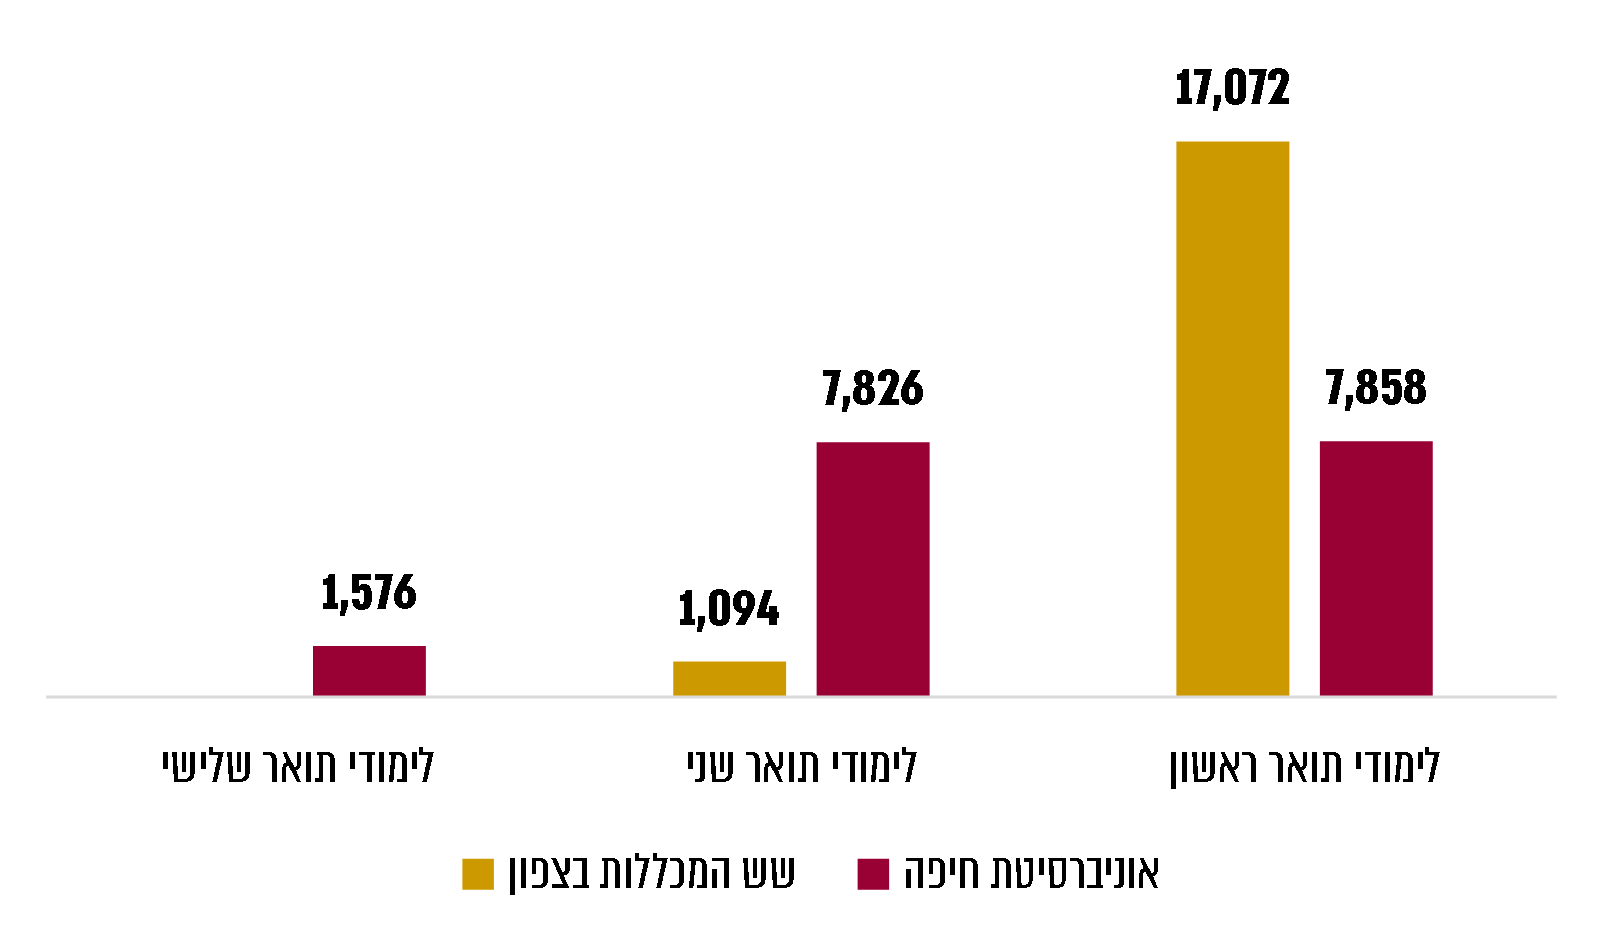 17,072
7,858
7,826
1,094
1,576
לימודי תואר ראשון
לימודי תואר שני
לימודי תואר שלישי
אוניברסיטת חיפה
שש המכללות בצפון